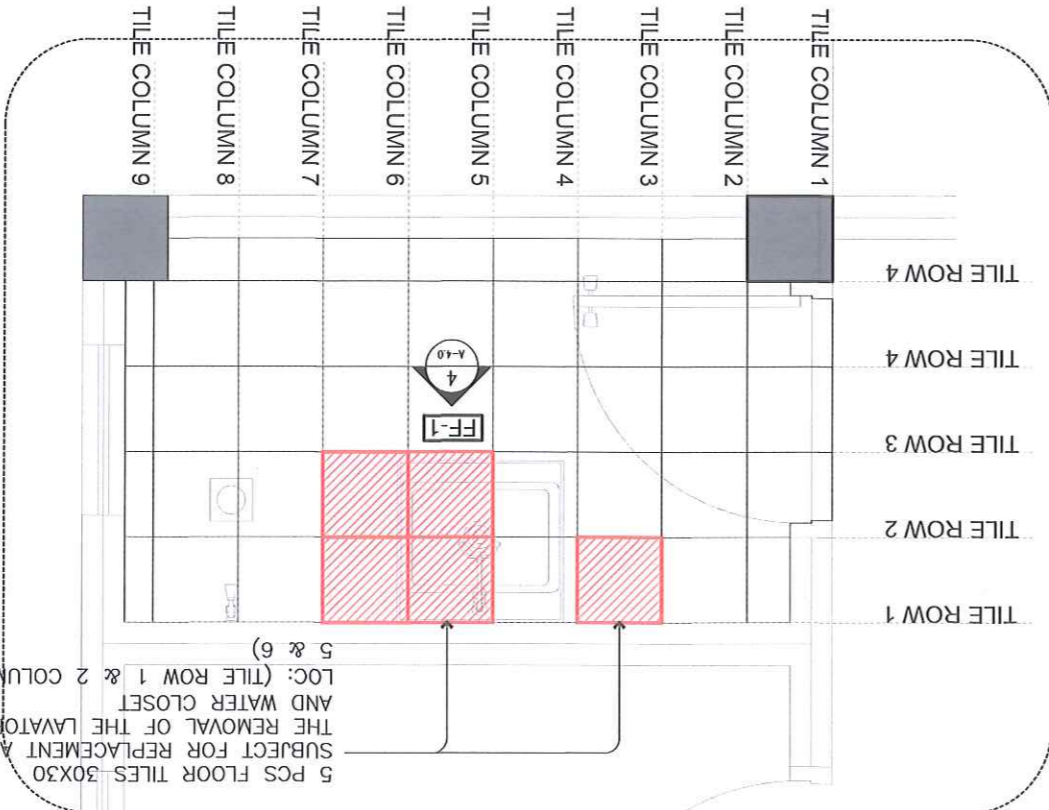 5 PCS FLOOR TILES 30X30
SUBJECT FOR REPLACEMENT
THE REMOVAL OF THE
AND WATER CLOSET
LOC: (TILE ROW 1 & 2
5 & 6)
TILE ROW 1
TILE ROW 2
TILE ROW 3
TILE ROW 4
TILE ROW 4
FF-1
4
A-4.0
TILE COLUMN 1
TILE COLUMN 2
TILE COLUMN 3
TILE COLUMN 4
TILE COLUMN 5
TILE COLUMN 6
TILE COLUMN 7
TILE COLUMN 8
TILE COLUMN 9